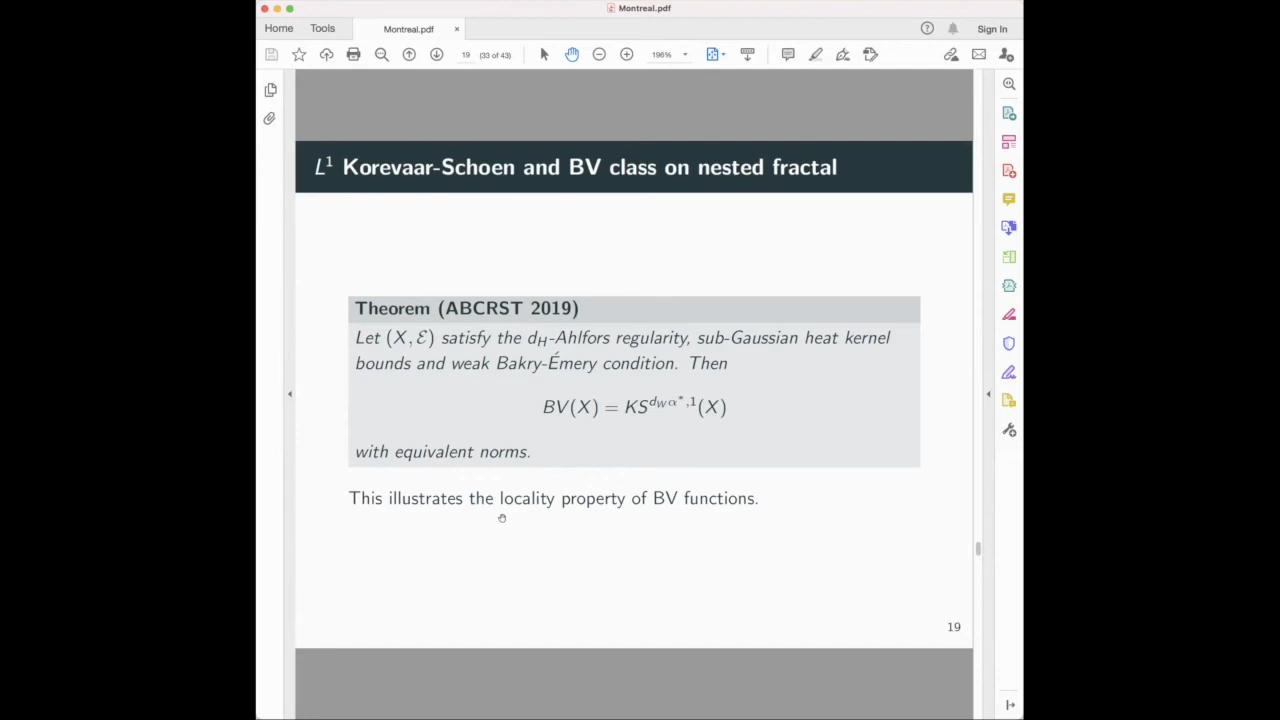 Montreal.pdf
Home Tools Montreal.pdf × Sign In
19 (33 of 43) 196%
L¹ Korevaar-Schoen and BV class on nested fractal
Theorem (ABCRST 2019)
Let (X, ℰ) satisfy the d_H-Ahlfors regularity, sub-Gaussian heat kernel
bounds and weak Bakry-Émery condition. Then
BV(X) = KS^{d_W α*,1}(X)
with equivalent norms.
This illustrates the locality property of BV functions.
19